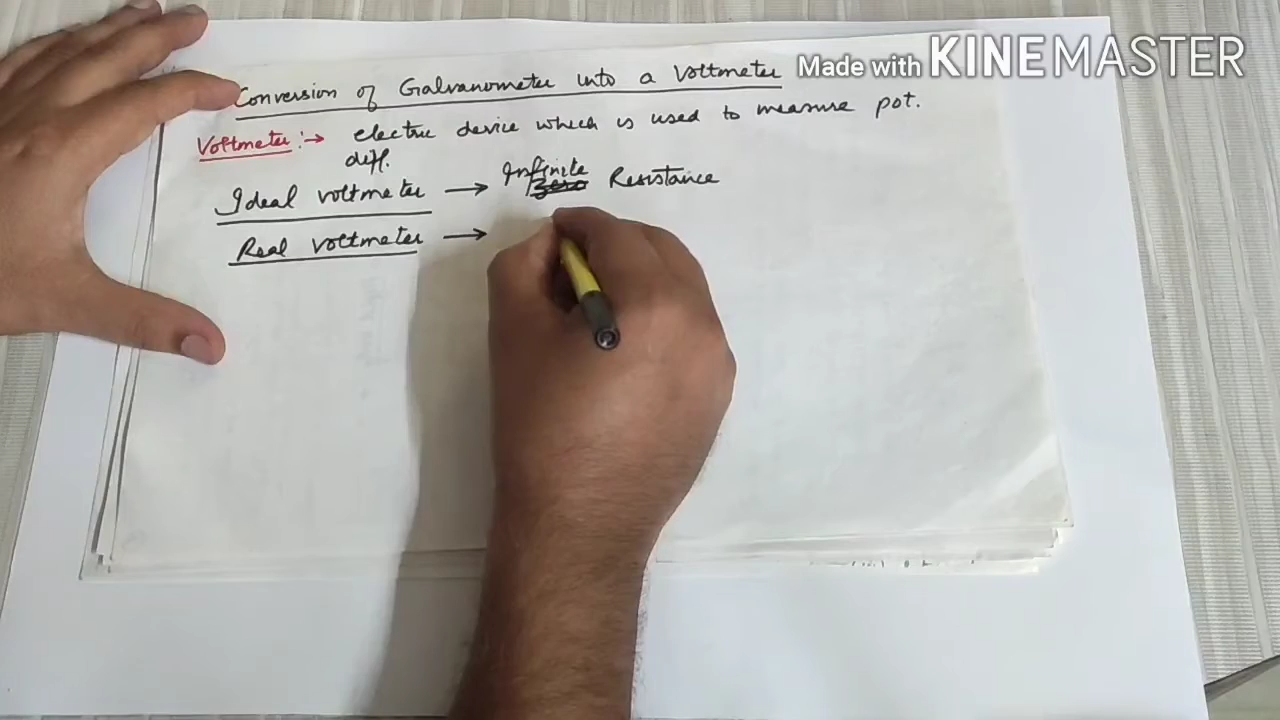 Made with KINEMASTER
Conversion of Galvanometer into a Voltmeter
Voltmeter :→ electric device which is used to measure pot.
diff.
Ideal voltmeter → Infinite Resistance
Zero
Real voltmeter →